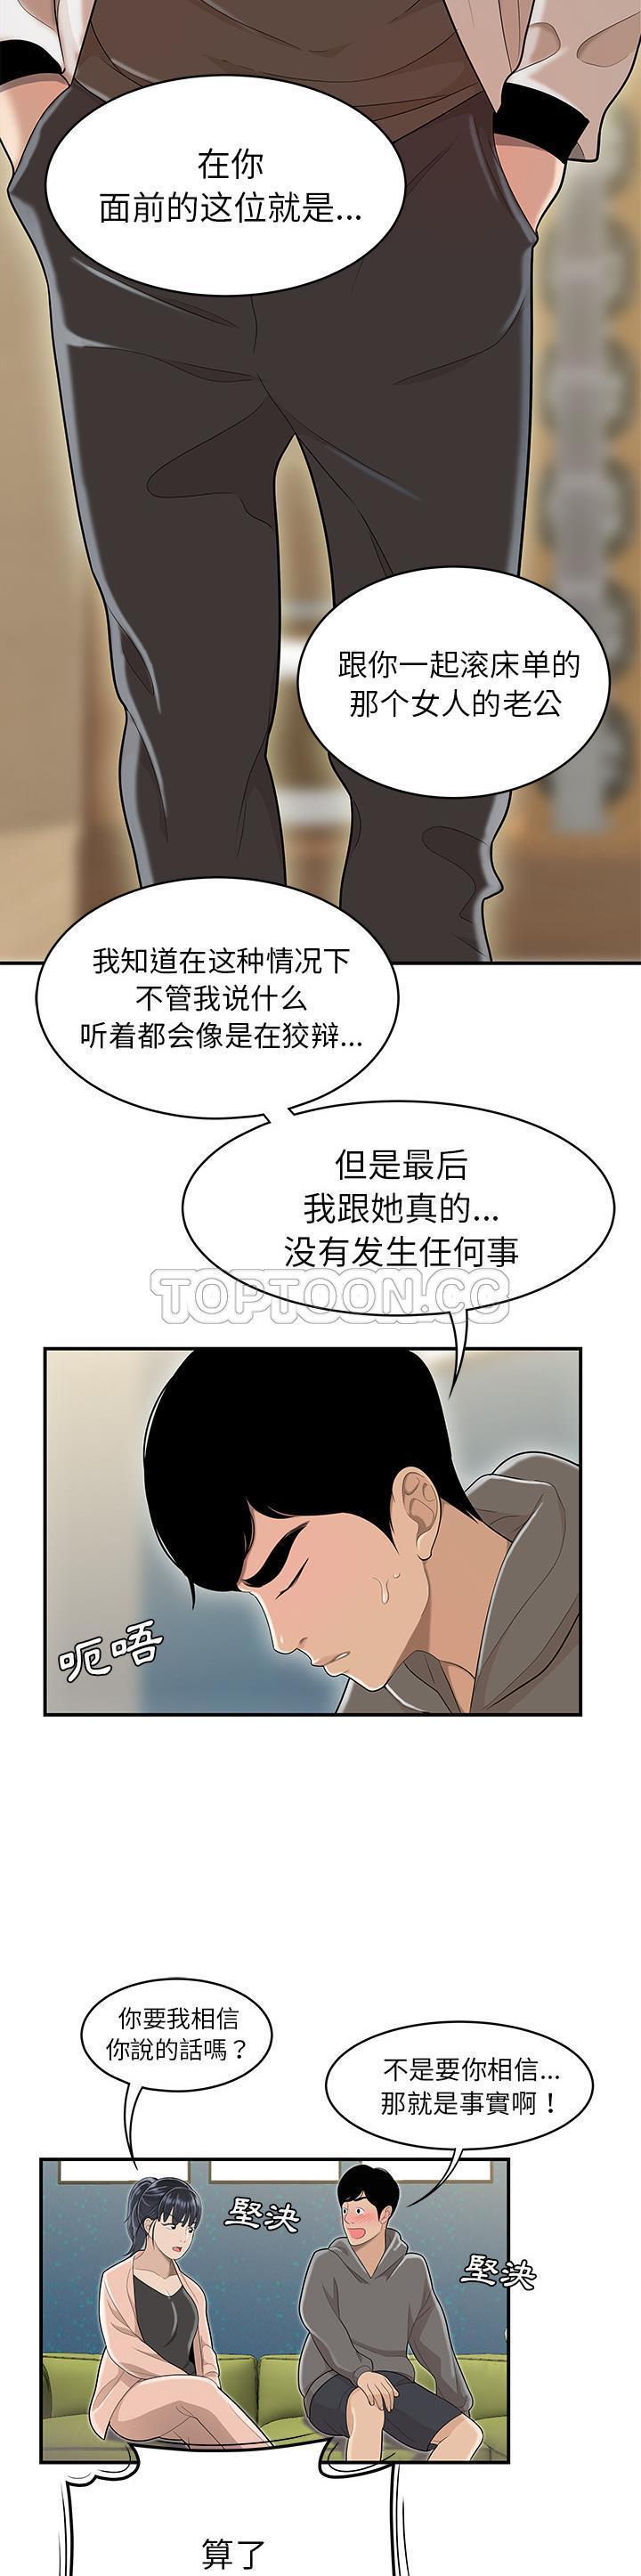 在你
面前的这位就是...
跟你一起滚床单的
那个女人的老公
我知道在这种情况下
不管我说什么
听着都会像是在狡辩...
但是最后
我跟她真的...
没有发生任何事
TOPTOON.CC
呃唔
你要我相信
你說的話嗎？
不是要你相信...
那就是事實啊！
堅決
堅決
算了